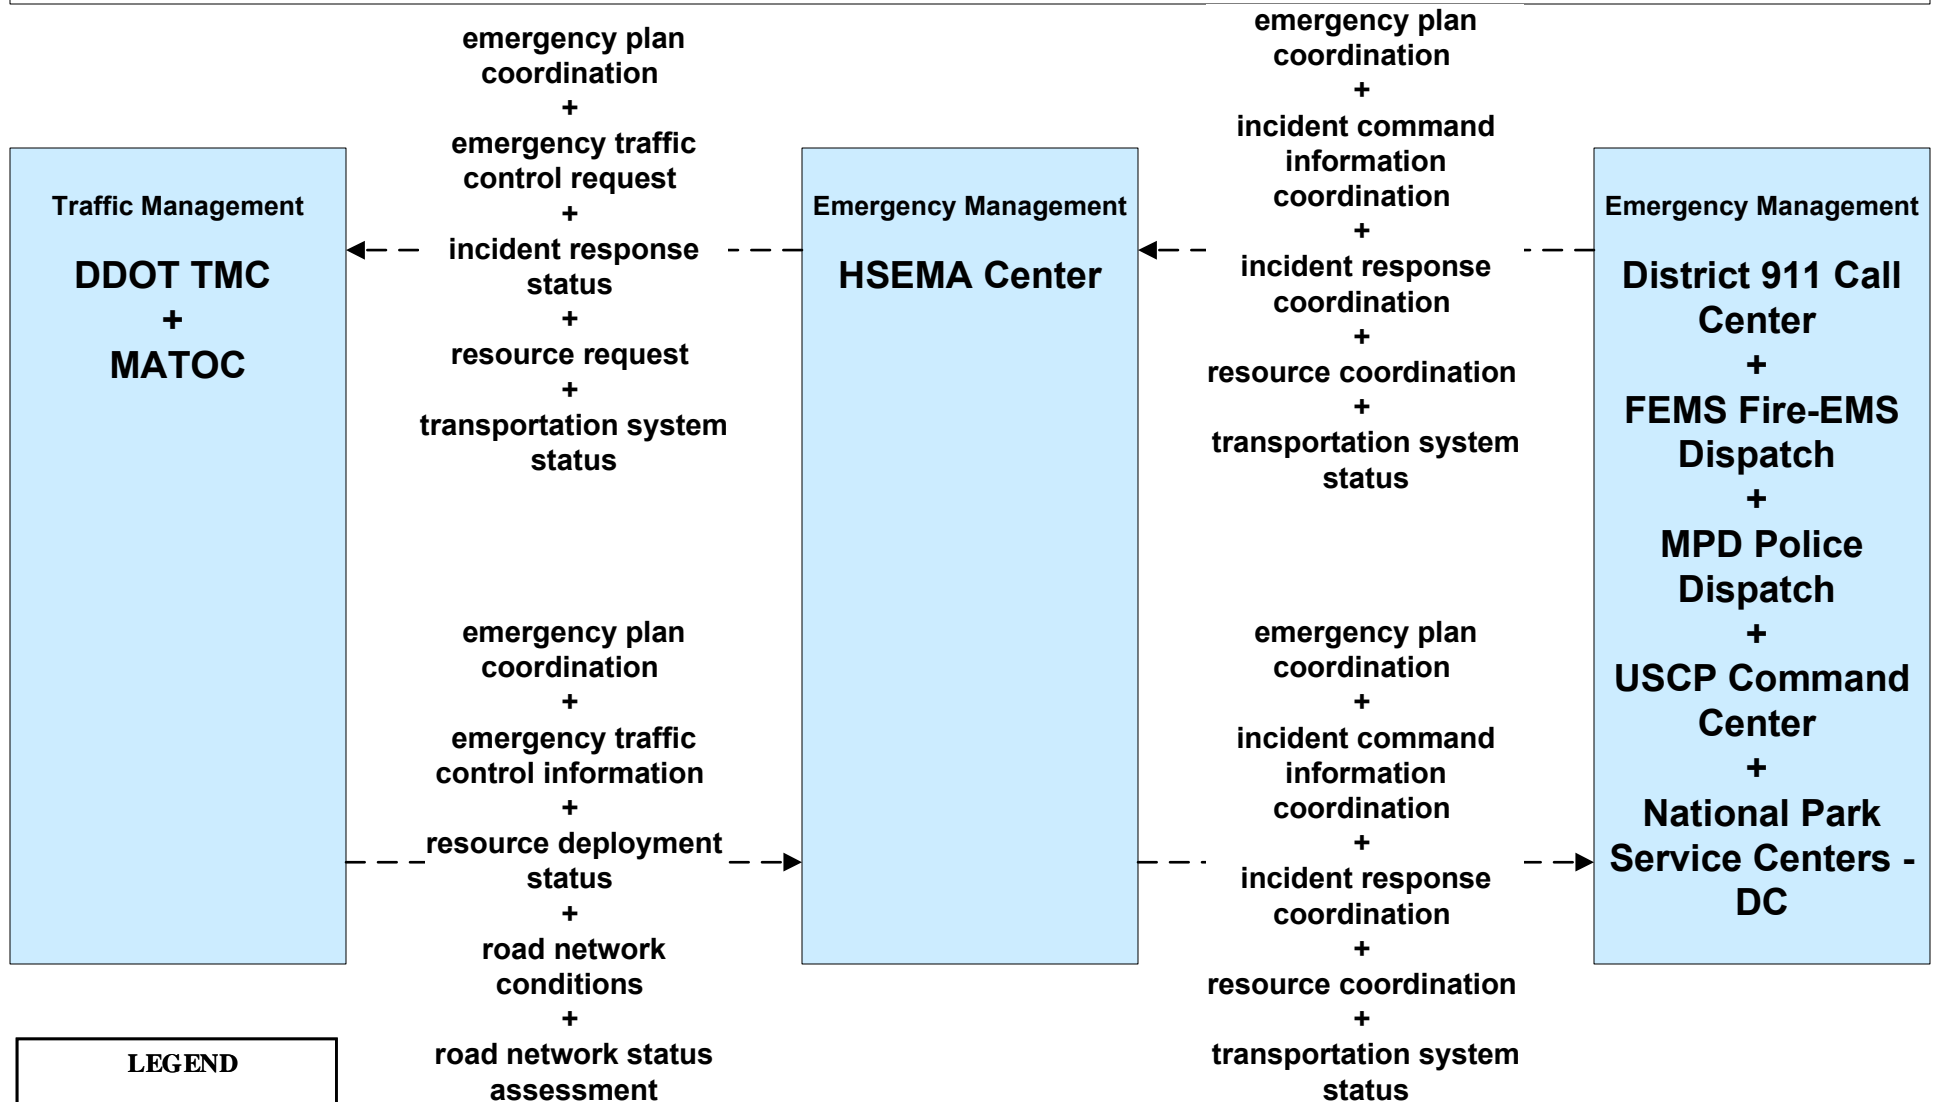 emergency plan
coordination
+
emergency traffic
control request
+
incident response
status
+
resource request
+
transportation system
status
emergency plan
coordination
+
incident command
information
coordination
+
incident response
coordination
+
resource coordination
+
transportation system
status
Traffic Management
DDOT TMC
+
MATOC
Emergency Management
HSEMA Center
Emergency Management
District 911 Call
Center
+
FEMS Fire-EMS
Dispatch
+
MPD Police
Dispatch
+
USCP Command
Center
+
National Park
Service Centers -
DC
emergency plan
coordination
+
emergency traffic
control information
+
resource deployment
status
+
road network
conditions
+
road network status
assessment
emergency plan
coordination
+
incident command
information
coordination
+
incident response
coordination
+
resource coordination
+
transportation system
status
LEGEND